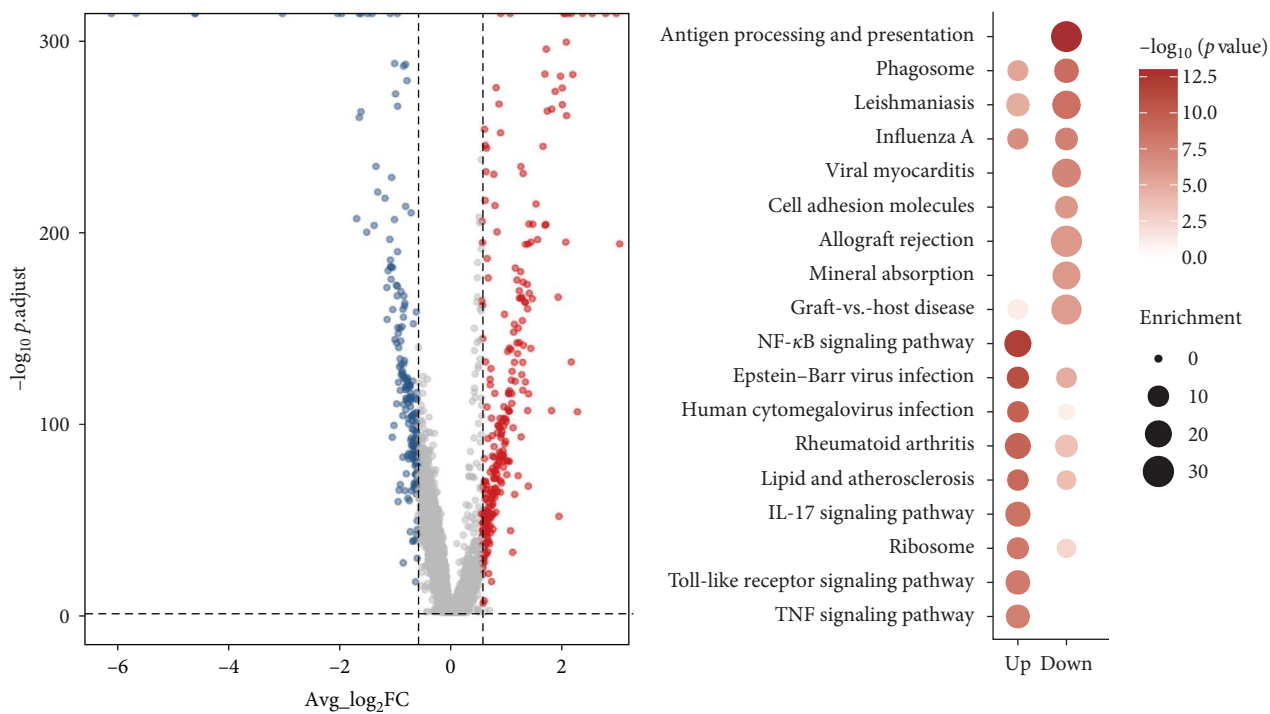 300
200
100
0
−log₁₀ p.adjust
−6
−4
−2
0
2
Avg_log₂FC
Antigen processing and presentation
Phagosome
Leishmaniasis
Influenza A
Viral myocarditis
Cell adhesion molecules
Allograft rejection
Mineral absorption
Graft-vs.-host disease
NF-κB signaling pathway
Epstein–Barr virus infection
Human cytomegalovirus infection
Rheumatoid arthritis
Lipid and atherosclerosis
IL-17 signaling pathway
Ribosome
Toll-like receptor signaling pathway
TNF signaling pathway
Up Down
−log₁₀ (p value)
12.5
10.0
7.5
5.0
2.5
0.0
Enrichment
0
10
20
30